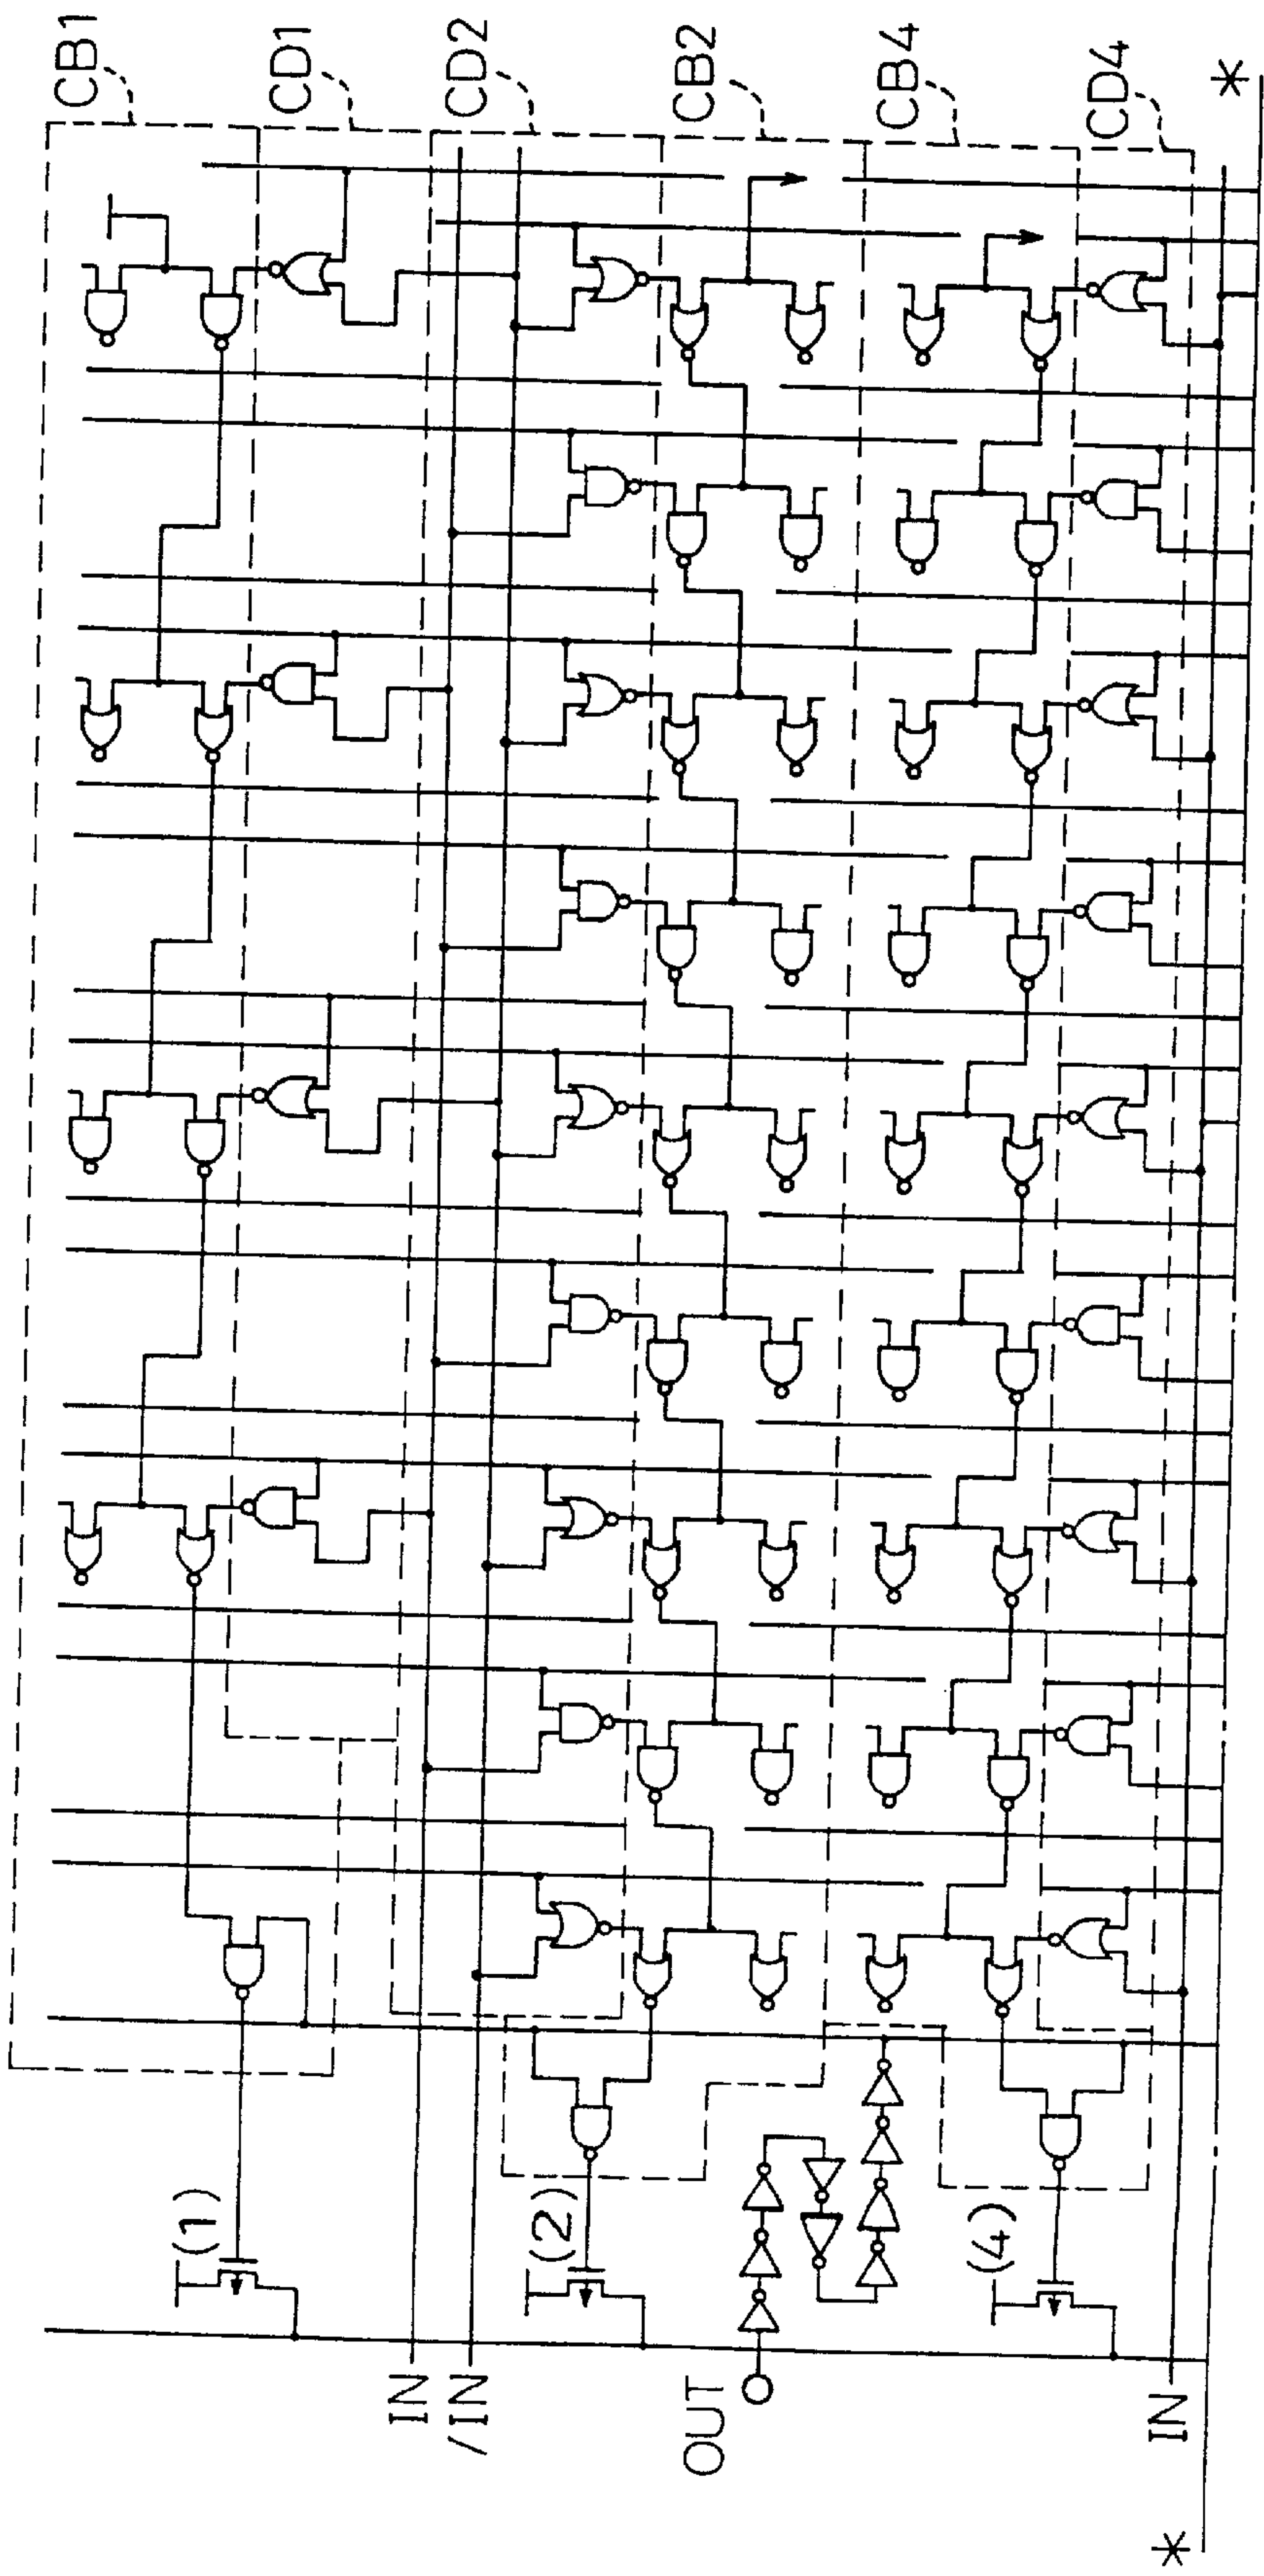 CB1
CD1
CD2
CB2
CB4
CD4
*
(1)
(2)
(4)
IN
/IN
OUT
IN
*